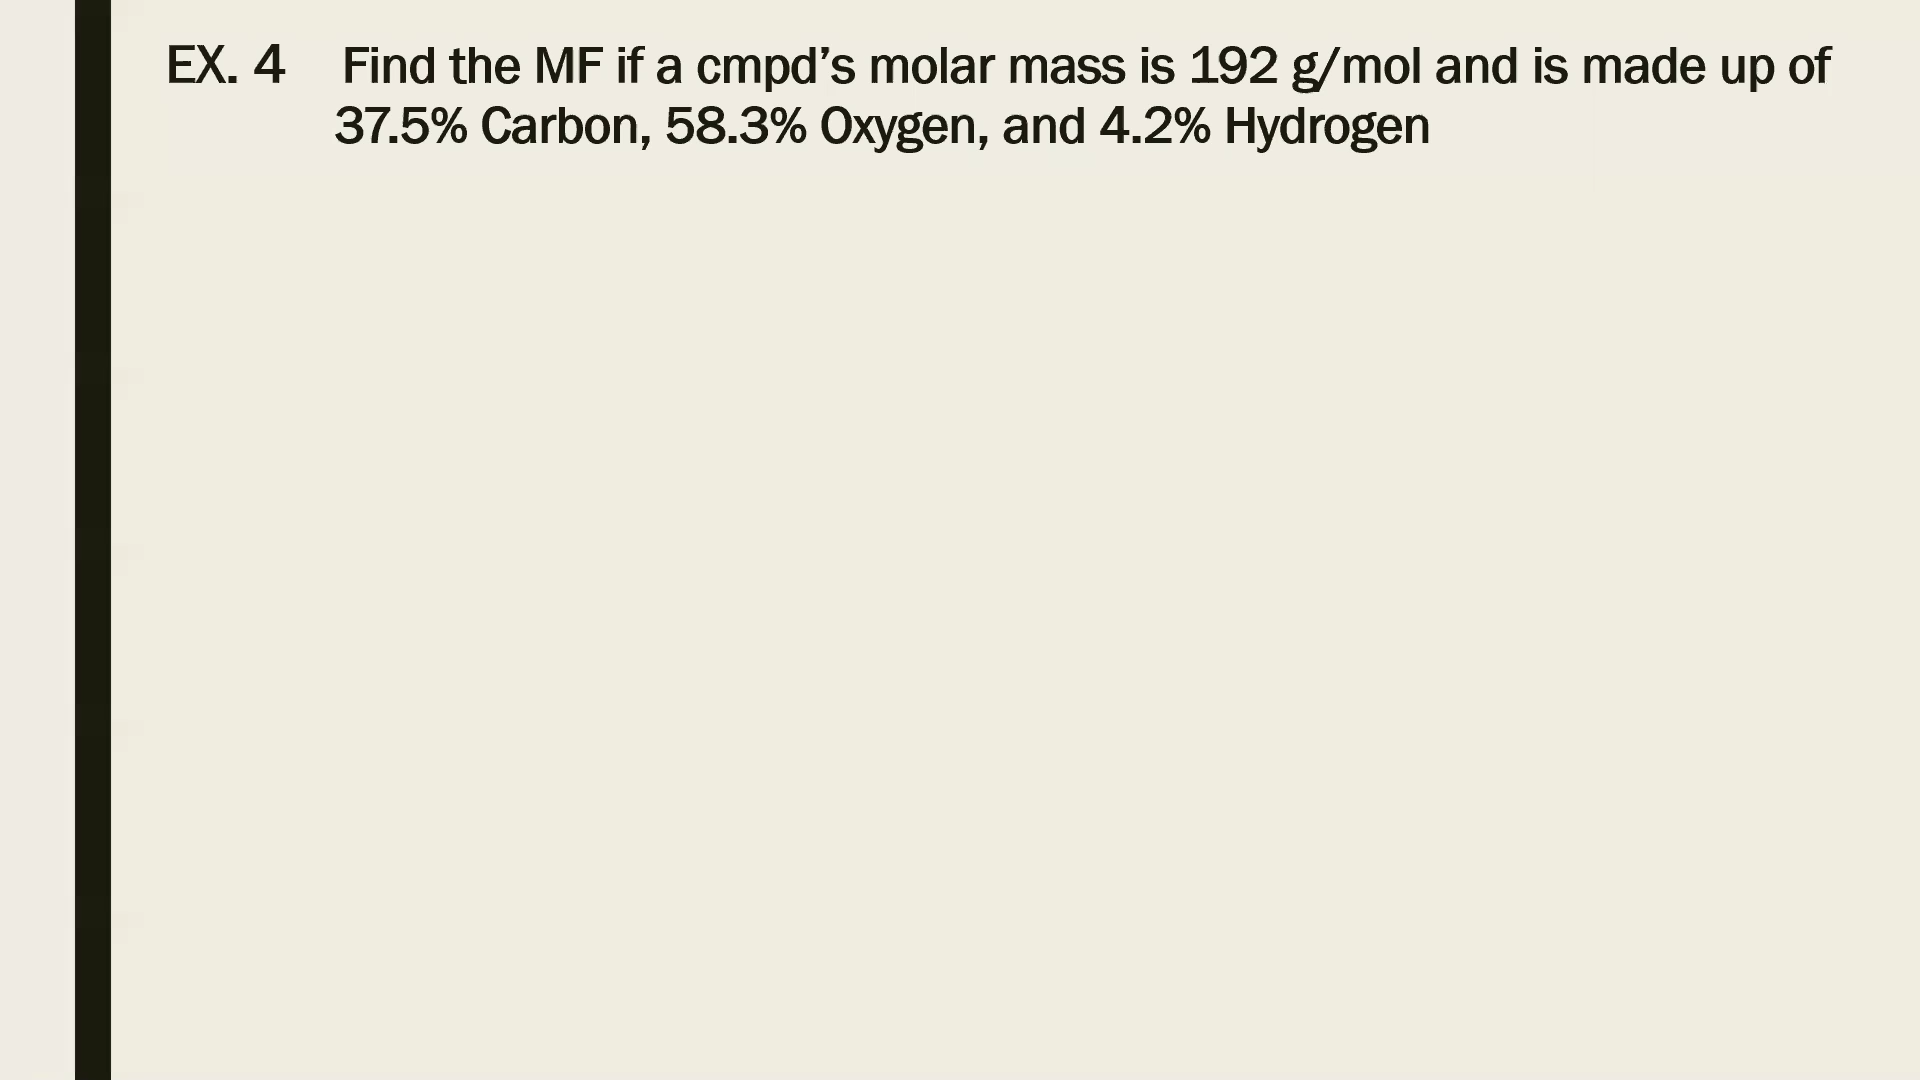 EX. 4 Find the MF if a cmpd’s molar mass is 192 g/mol and is made up of
37.5% Carbon, 58.3% Oxygen, and 4.2% Hydrogen